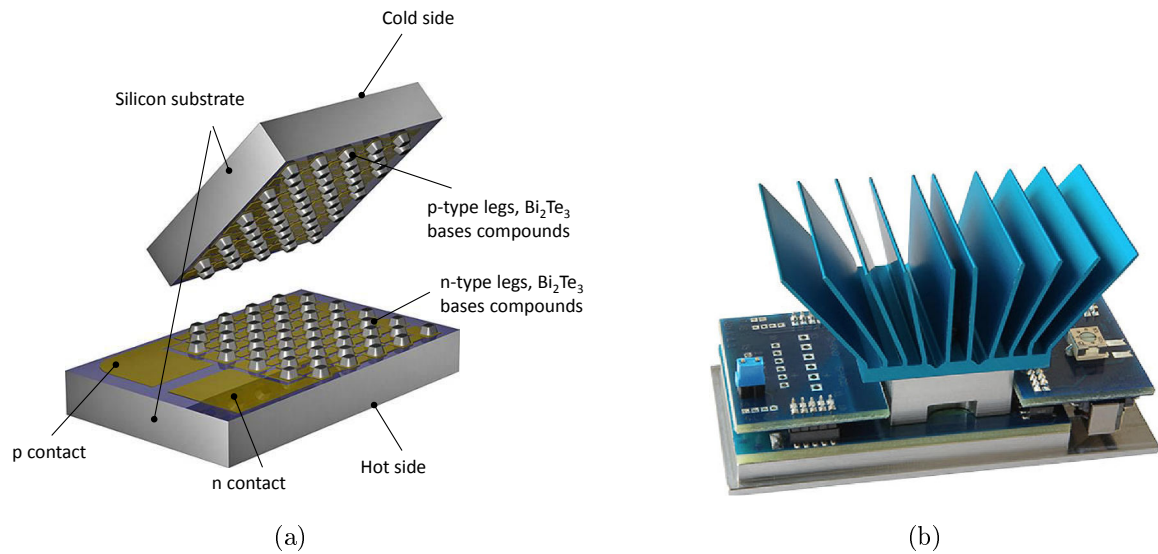 Cold side
Silicon substrate
p-type legs, Bi₂Te₃
bases compounds
n-type legs, Bi₂Te₃
bases compounds
p contact
n contact
Hot side
(a)
(b)